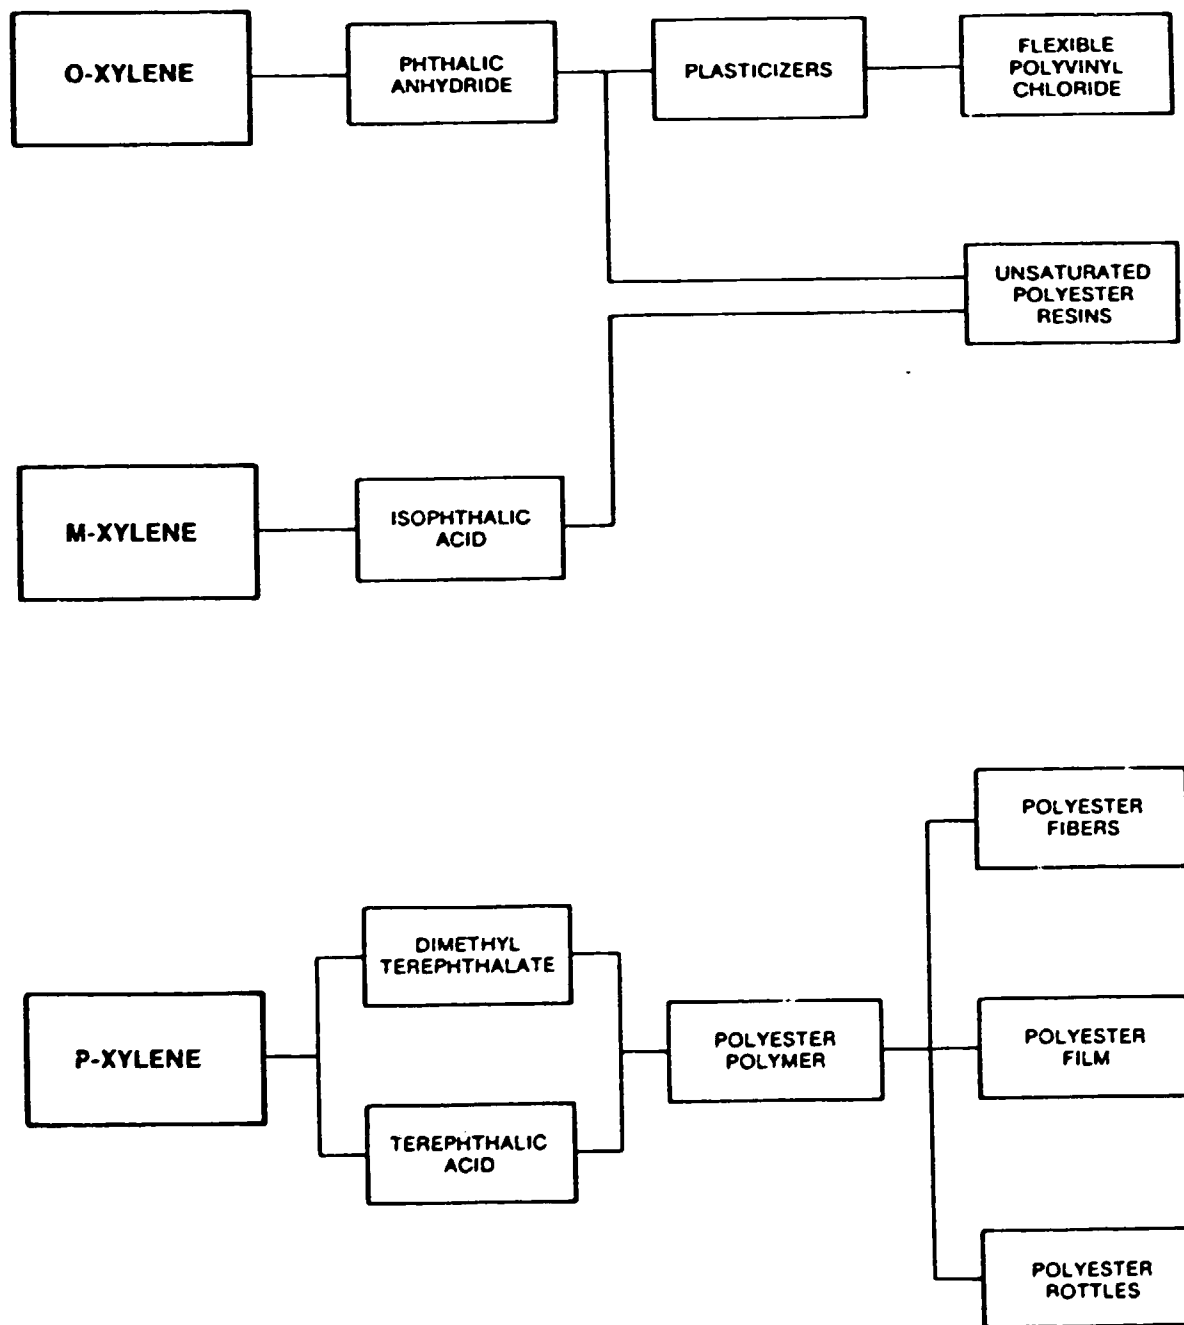 O-XYLENE
PHTHALIC
ANHYDRIDE
PLASTICIZERS
FLEXIBLE
POLYVINYL
CHLORIDE
UNSATURATED
POLYESTER
RESINS
M-XYLENE
ISOPHTHALIC
ACID
POLYESTER
FIBERS
DIMETHYL
TEREPHTHALATE
P-XYLENE
POLYESTER
POLYMER
POLYESTER
FILM
TEREPHTHALIC
ACID
POLYESTER
ROTTLES